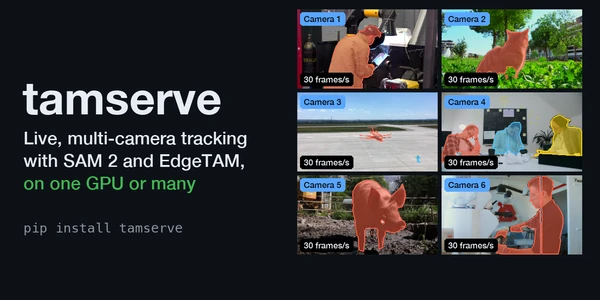 tamserve
Live, multi-camera tracking
with SAM 2 and EdgeTAM,
on one GPU or many
pip install tamserve
Camera 1
30 frames/s
Camera 2
30 frames/s
Camera 3
30 frames/s
Camera 4
30 frames/s
Camera 5
30 frames/s
Camera 6
30 frames/s